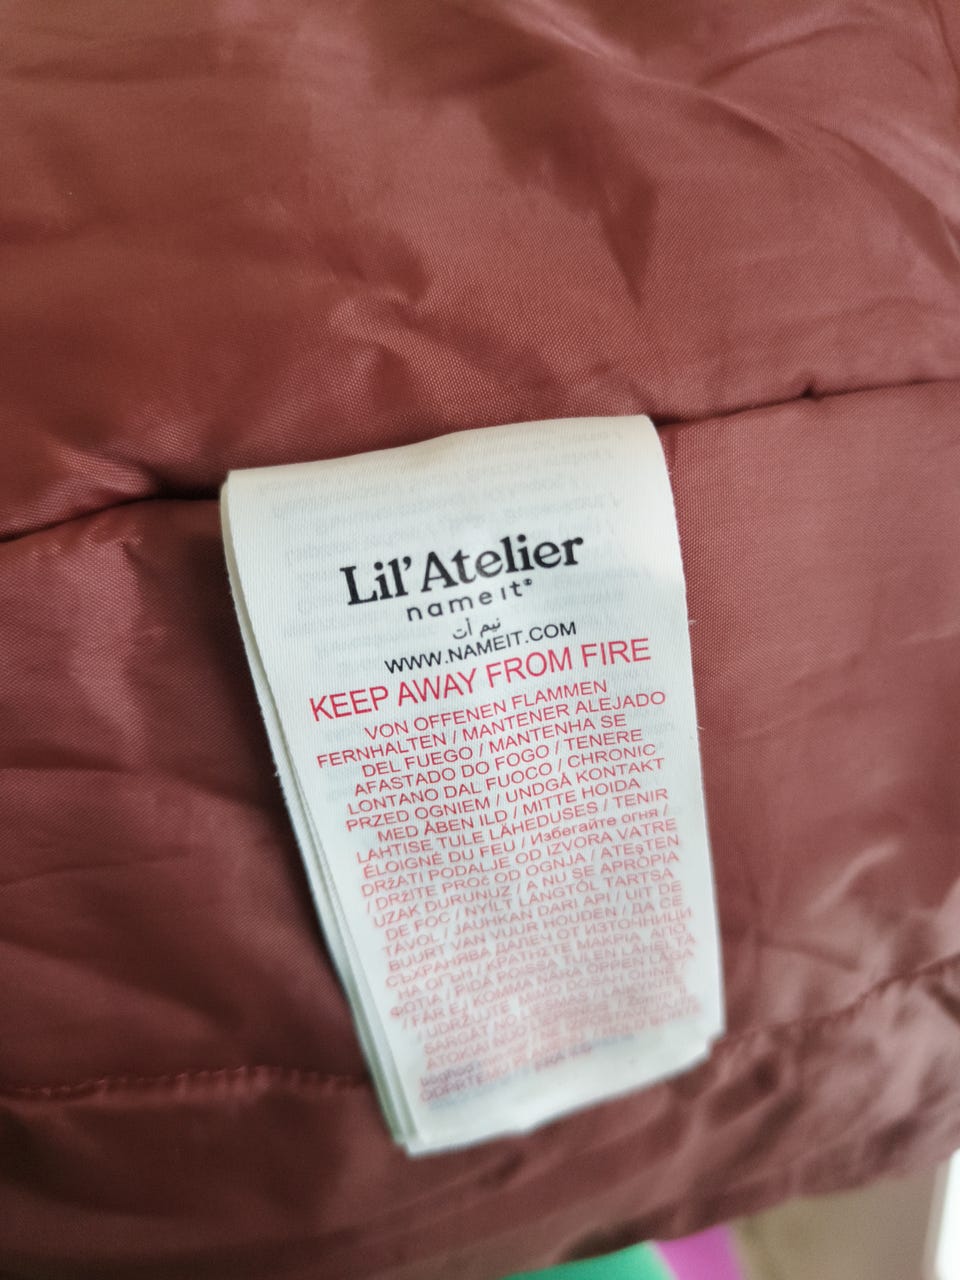 Lil' Atelier
name it®
نيم أت
WWW.NAMEIT.COM
KEEP AWAY FROM FIRE
VON OFFENEN FLAMMEN
FERNHALTEN / MANTENER ALEJADO
DEL FUEGO / MANTENHA SE
AFASTADO DO FOGO / TENERE
LONTANO DAL FUOCO / CHRONIC
PRZED OGNIEM / UNDGÅ KONTAKT
MED ÅBEN ILD / MITTE HOIDA
LAHTISE TULE LÄHEDUSES / TENIR
ÉLOIGNÉ DU FEU / Избегайте огня /
DRžATI PODALJE OD IZVORA VATRE
/ DRžITE PROč OD OGNJA / ATEşTEN
UZAK DURUNUZ / A NU SE APROPIA
DE FOC / NYÍLT LÁNGTÓL TARTSA
TÁVOL / JAUHKAN DARI API / UIT DE
BUURT VAN VUUR HOUDEN / ДА СЕ
СЪХРАНЯВА ДАЛЕЧ ОТ ИЗТОЧНИЦИ
НА ОГЪН / ΚΡΑΤΗΣΤΕ ΜΑΚΡΙΑ ΑΠΟ
ΦΩΤΙΑ / PIDÄ POISSA TULEN LÄHELTÄ
/ FÅR EJ KOMMA NÄRA ÖPPEN LÅGA